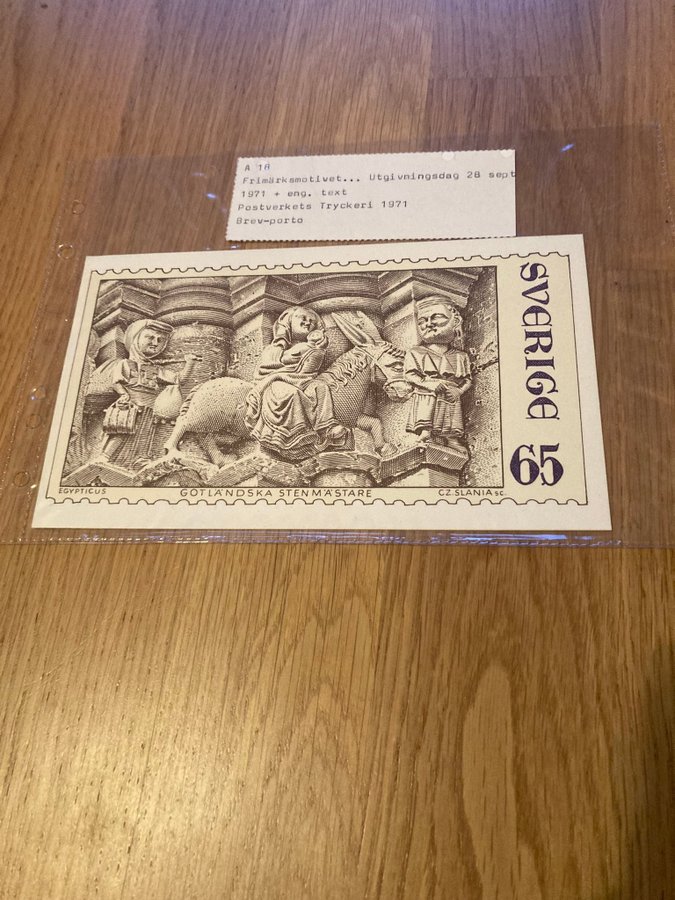 A 18
Frimärksmotivet... Utgivningsdag 28 sept
1971 + eng. text
Postverkets Tryckeri 1971
Brev-porto
SVERIGE 65
EGYPTICUS GOTLÄNDSKA STENMÄSTARE C.Z. SLANIA sc.